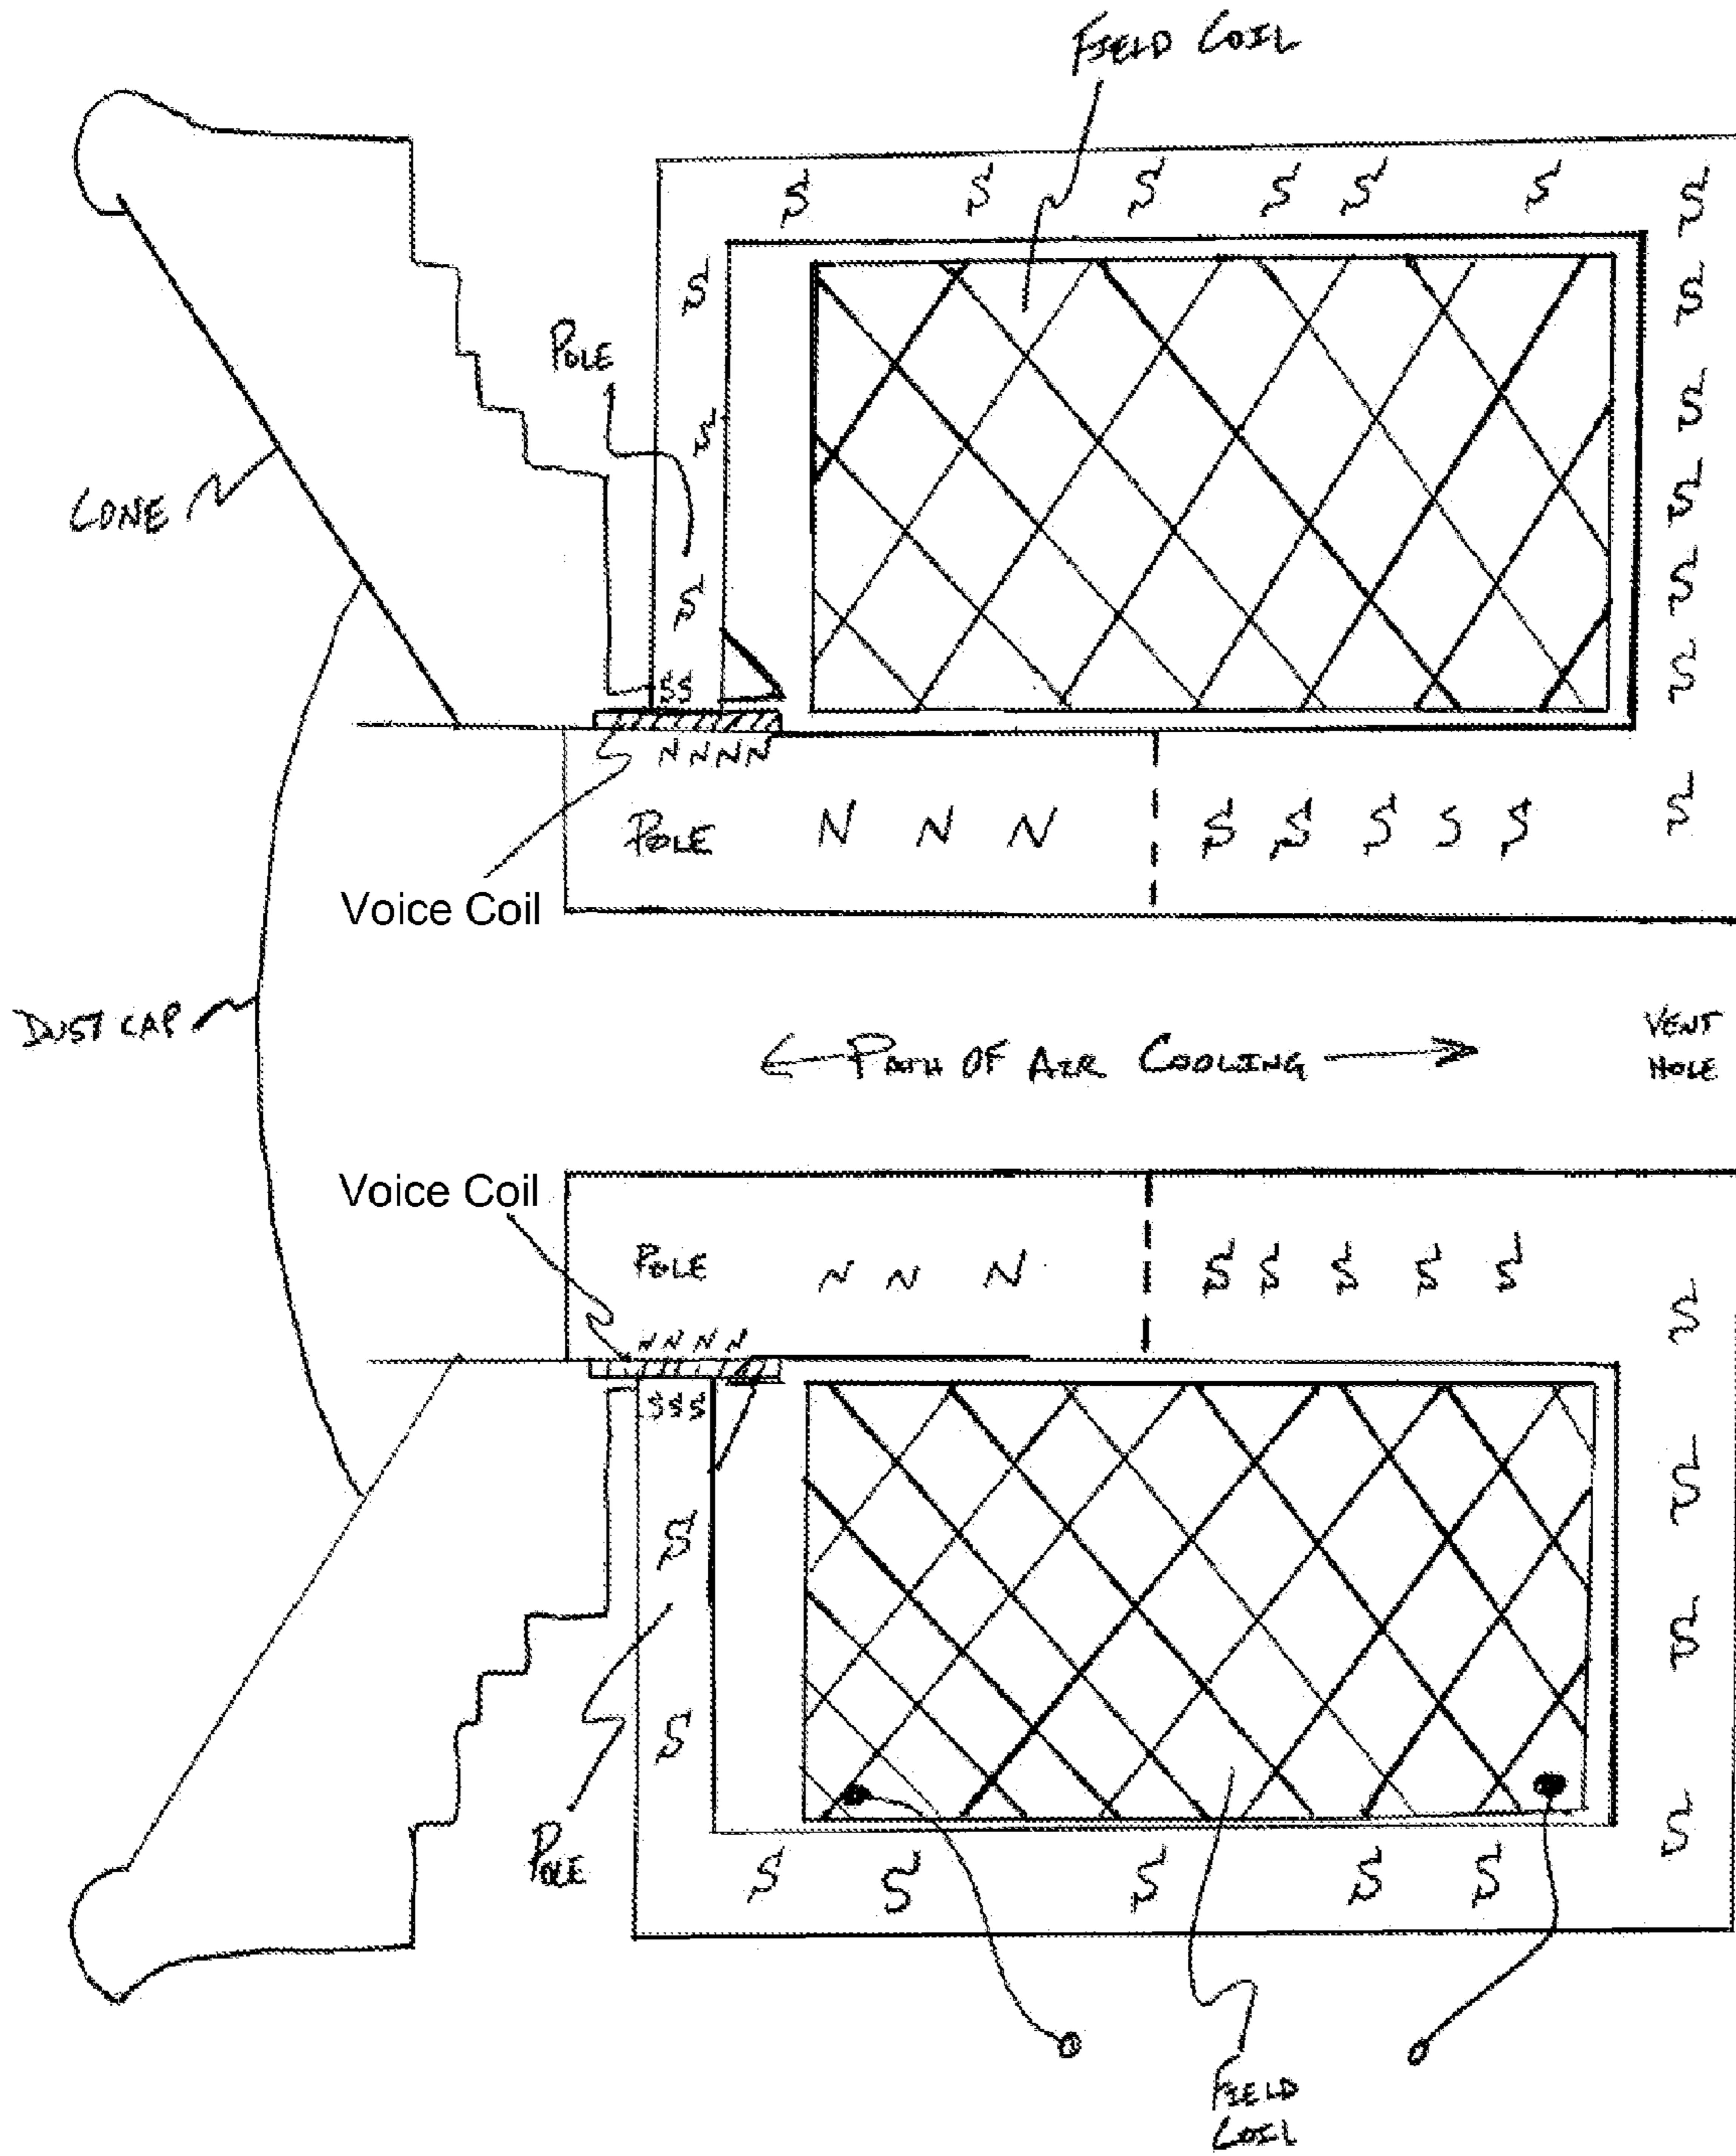 FIELD COIL
S S S S S S S
S S
POLE
S S
CONE
S
S S
SS S
NNNN
POLE N N N S S S S S S
Voice Coil
DUST CAP
← PATH OF AIR COOLING →
VENT
HOLE
Voice Coil
POLE N N N S S S S S
S
NNNN
SSS
S
S S
S
POLE
S
S S S S S
FIELD
COIL